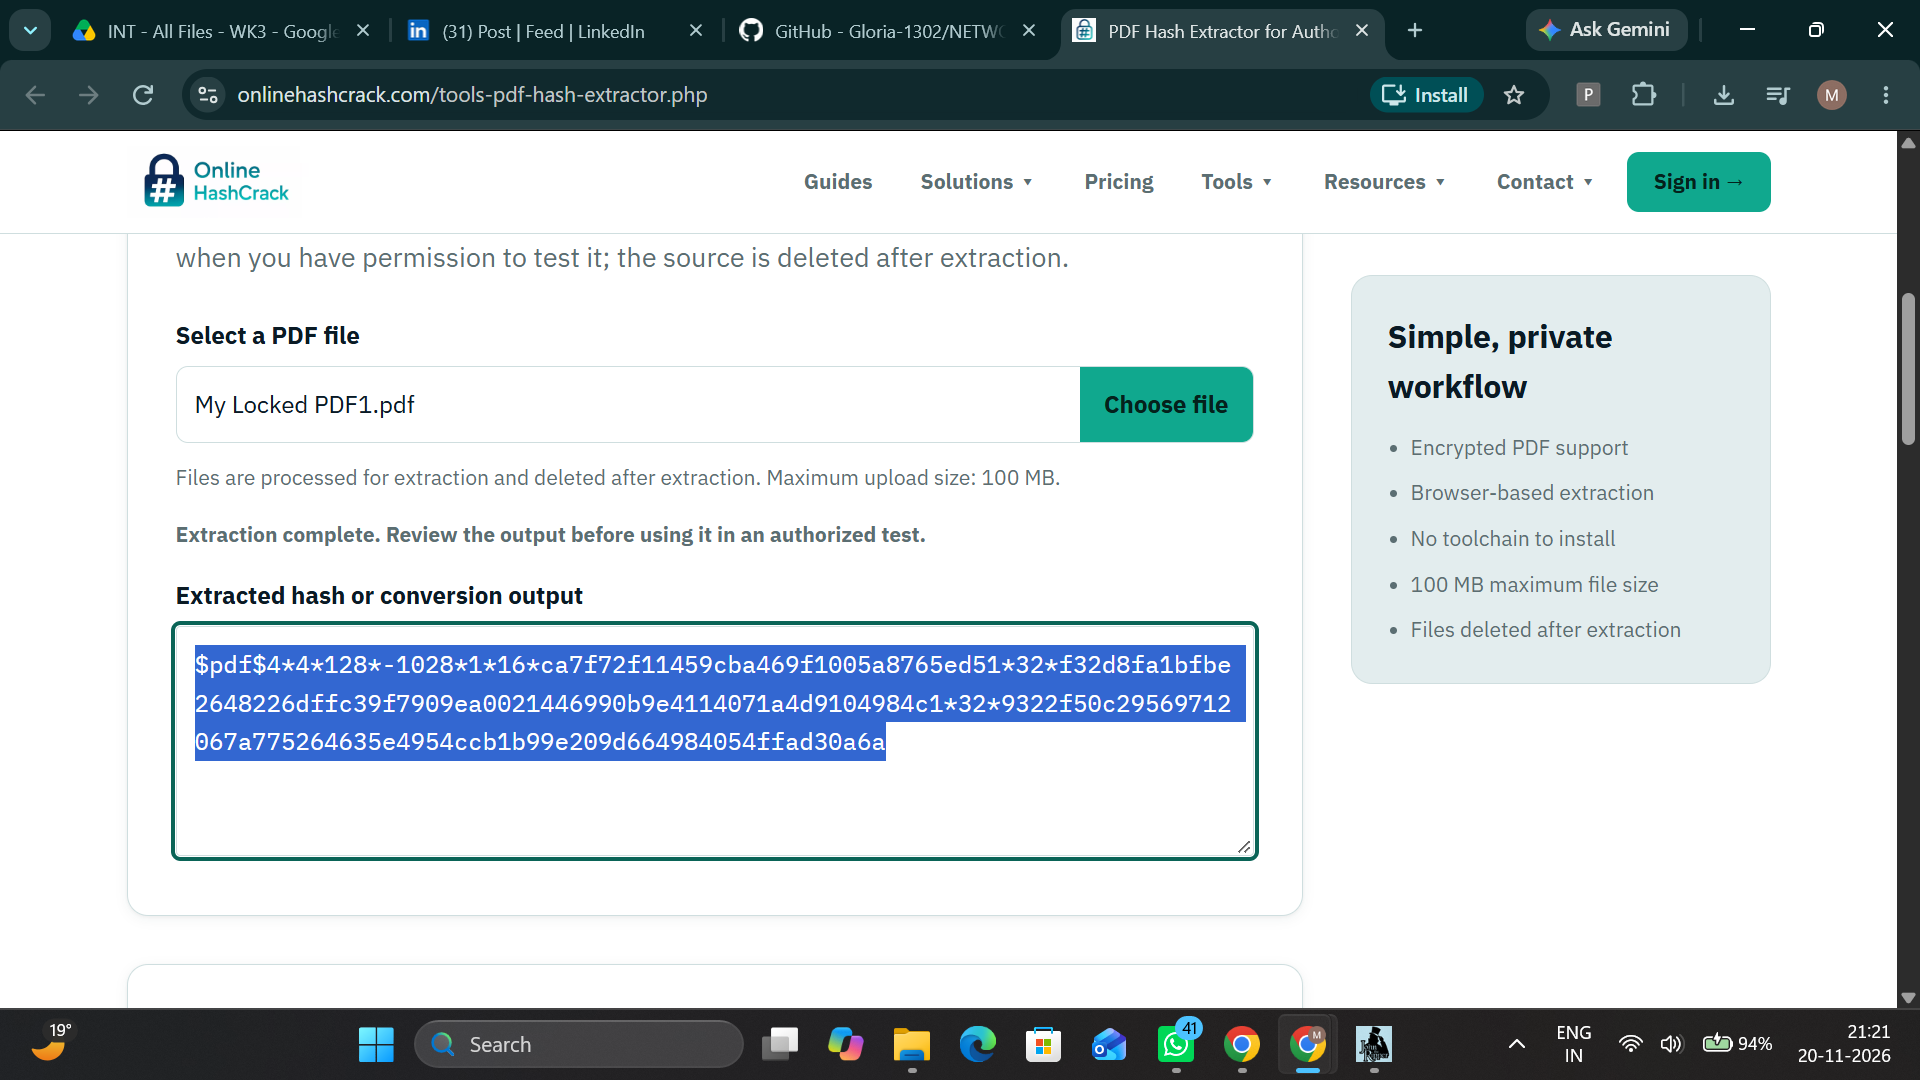 INT - All Files - WK3 - Google
(31) Post | Feed | LinkedIn
GitHub - Gloria-1302/NETWO
PDF Hash Extractor for Autho
Ask Gemini
onlinehashcrack.com/tools-pdf-hash-extractor.php
Install
P
M
Online
HashCrack
#
Guides
Solutions
Pricing
Tools
Resources
Contact
Sign in →
when you have permission to test it; the source is deleted after extraction.
Select a PDF file
My Locked PDF1.pdf
Choose file
Files are processed for extraction and deleted after extraction. Maximum upload size: 100 MB.
Extraction complete. Review the output before using it in an authorized test.
Extracted hash or conversion output
$pdf$4*4*128*-1028*1*16*ca7f72f11459cba469f1005a8765ed51*32*f32d8fa1bfbe
2648226dffc39f7909ea0021446990b9e4114071a4d9104984c1*32*9322f50c29569712
067a775264635e4954ccb1b99e209d664984054ffad30a6a
Simple, private
workflow
• Encrypted PDF support
• Browser-based extraction
• No toolchain to install
• 100 MB maximum file size
• Files deleted after extraction
19°
Search
41
M
ENG
IN
94%
21:21
20-11-2026